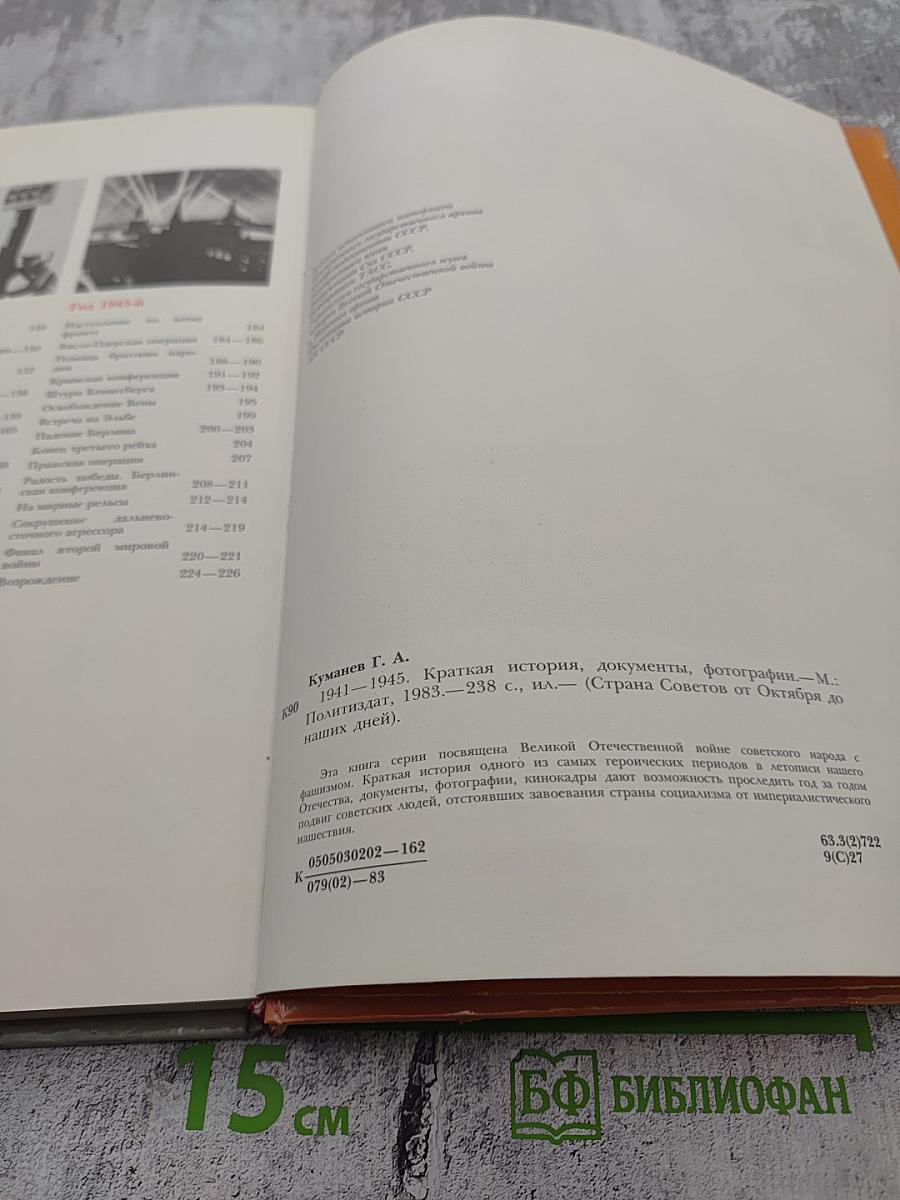 СССР
Год 1945-й
Наступление по всему
фронту 184
Висло-Одерская операция 184—186
Помощь братским наро-
дам 188—190
Крымская конференция 191—192
Штурм Кенигсберга 193—194
Освобождение Вены 195
Встреча на Эльбе 199
Падение Берлина 200—203
Конец третьего рейха 204
Пражская операция 207
Радость победы. Берлин-
ская конференция 208—211
На мирные рельсы 212—214
Сокрушение дальнево-
сточного агрессора 214—219
Финал второй мировой
войны 220—221
Возрождение 224—226
Куманев Г. А.
К90 1941—1945. Краткая история, документы, фотографии.—М.:
Политиздат, 1983.—238 с., ил.— (Страна Советов от Октября до
наших дней).
Эта книга серии посвящена Великой Отечественной войне советского народа с
фашизмом. Краткая история одного из самых героических периодов в летописи нашего
Отечества, документы, фотографии, кинокадры дают возможность проследить год за годом
подвиг советских людей, отстоявших завоевания страны социализма от империалистического
нашествия.
К 0505030202—162
079(02)—83
63.3(2)722
9(С)27
15 см
БФ БИБЛИОФАН